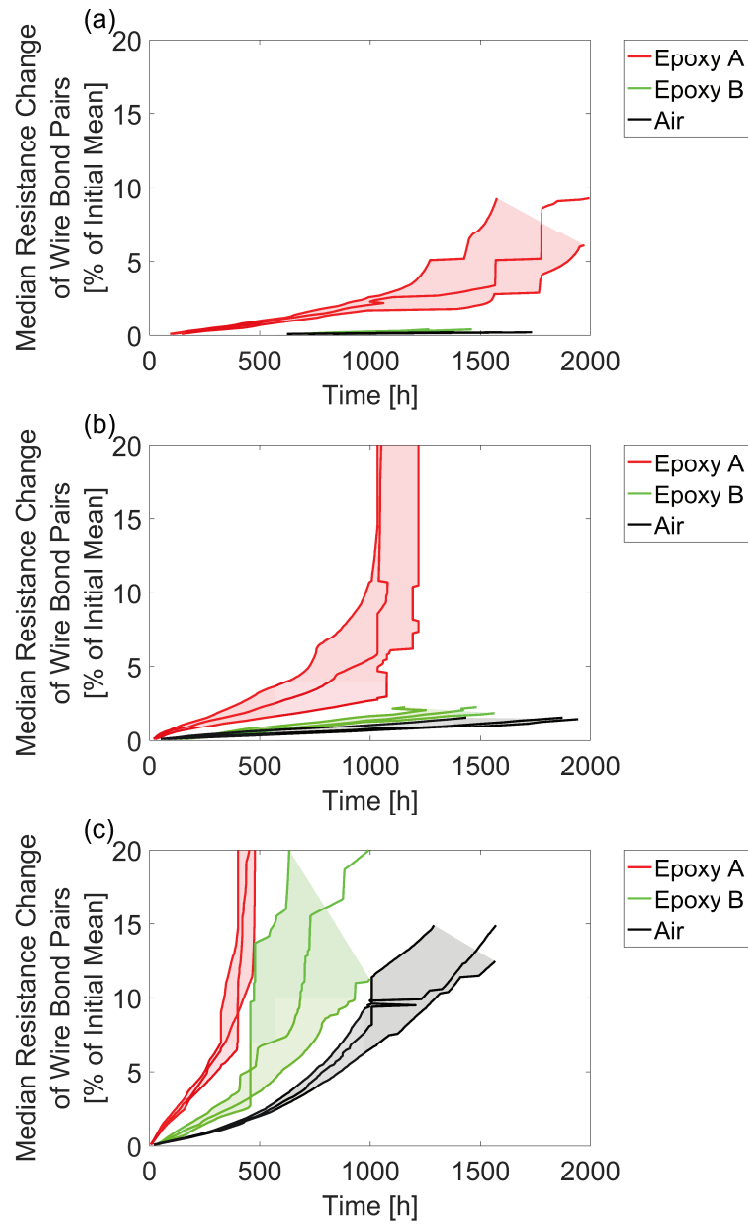 (a)
Median Resistance Change
of Wire Bond Pairs
[% of Initial Mean]
20
15
10
5
0
0 500 1000 1500 2000
Time [h]
Epoxy A
Epoxy B
Air
(b)
Median Resistance Change
of Wire Bond Pairs
[% of Initial Mean]
20
15
10
5
0
0 500 1000 1500 2000
Time [h]
Epoxy A
Epoxy B
Air
(c)
Median Resistance Change
of Wire Bond Pairs
[% of Initial Mean]
20
15
10
5
0
0 500 1000 1500 2000
Time [h]
Epoxy A
Epoxy B
Air